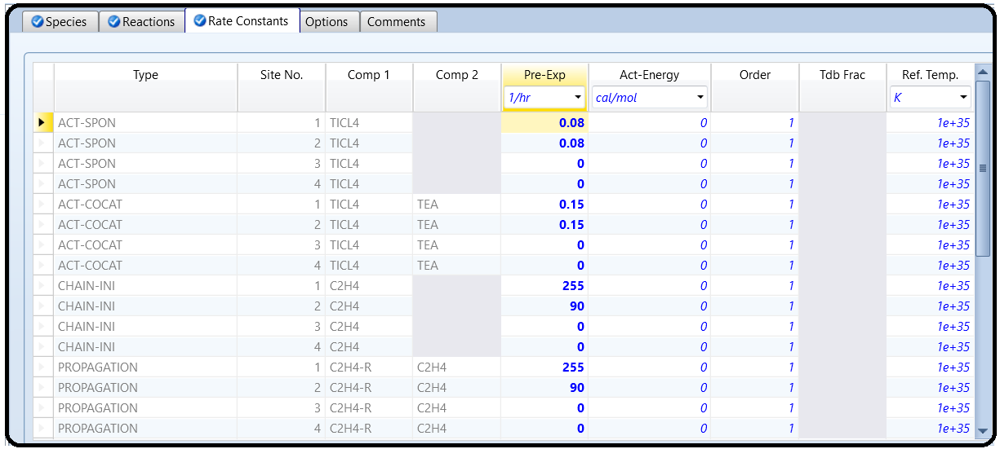 Species Reactions Rate Constants Options Comments
Type Site No. Comp 1 Comp 2 Pre-Exp Act-Energy Order Tdb Frac Ref. Temp.
1/hr cal/mol K
ACT-SPON 1 TICL4 0.08 0 1 1e+35
ACT-SPON 2 TICL4 0.08 0 1 1e+35
ACT-SPON 3 TICL4 0 0 1 1e+35
ACT-SPON 4 TICL4 0 0 1 1e+35
ACT-COCAT 1 TICL4 TEA 0.15 0 1 1e+35
ACT-COCAT 2 TICL4 TEA 0.15 0 1 1e+35
ACT-COCAT 3 TICL4 TEA 0 0 1 1e+35
ACT-COCAT 4 TICL4 TEA 0 0 1 1e+35
CHAIN-INI 1 C2H4 255 0 1 1e+35
CHAIN-INI 2 C2H4 90 0 1 1e+35
CHAIN-INI 3 C2H4 0 0 1 1e+35
CHAIN-INI 4 C2H4 0 0 1 1e+35
PROPAGATION 1 C2H4-R C2H4 255 0 1 1e+35
PROPAGATION 2 C2H4-R C2H4 90 0 1 1e+35
PROPAGATION 3 C2H4-R C2H4 0 0 1 1e+35
PROPAGATION 4 C2H4-R C2H4 0 0 1 1e+35